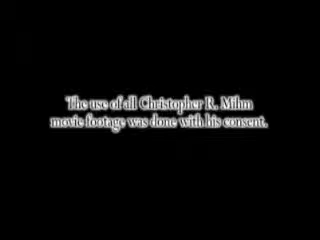 The use of all Christopher R. Mihm
movie footage was done with his consent.